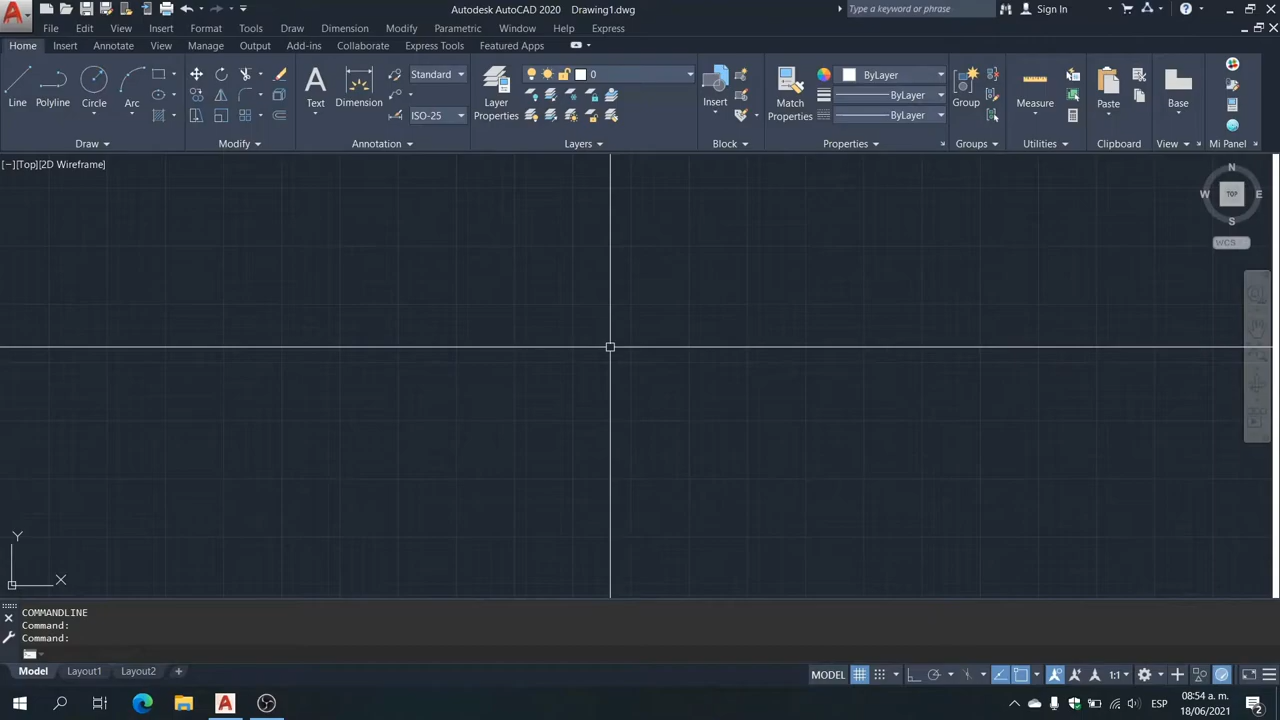 Autodesk AutoCAD 2020 Drawing1.dwg
Type a keyword or phrase
Sign In
File Edit View Insert Format Tools Draw Dimension Modify Parametric Window Help Express
Home Insert Annotate View Manage Output Add-ins Collaborate Express Tools Featured Apps
Standard
0
ByLayer
Line Polyline Circle Arc
Text Dimension
ByLayer
Layer Properties
Insert
Match Properties
Group
Measure
Paste
Base
ISO-25
ByLayer
Draw Modify Annotation Layers Block Properties Groups Utilities Clipboard View Mi Panel
[−][Top][2D Wireframe]
N
W TOP E
S
WCS
Y
X
COMMANDLINE
Command:
Command:
Model Layout1 Layout2 +
MODEL 1:1
ESP
08:54 a. m.
18/06/2021
2